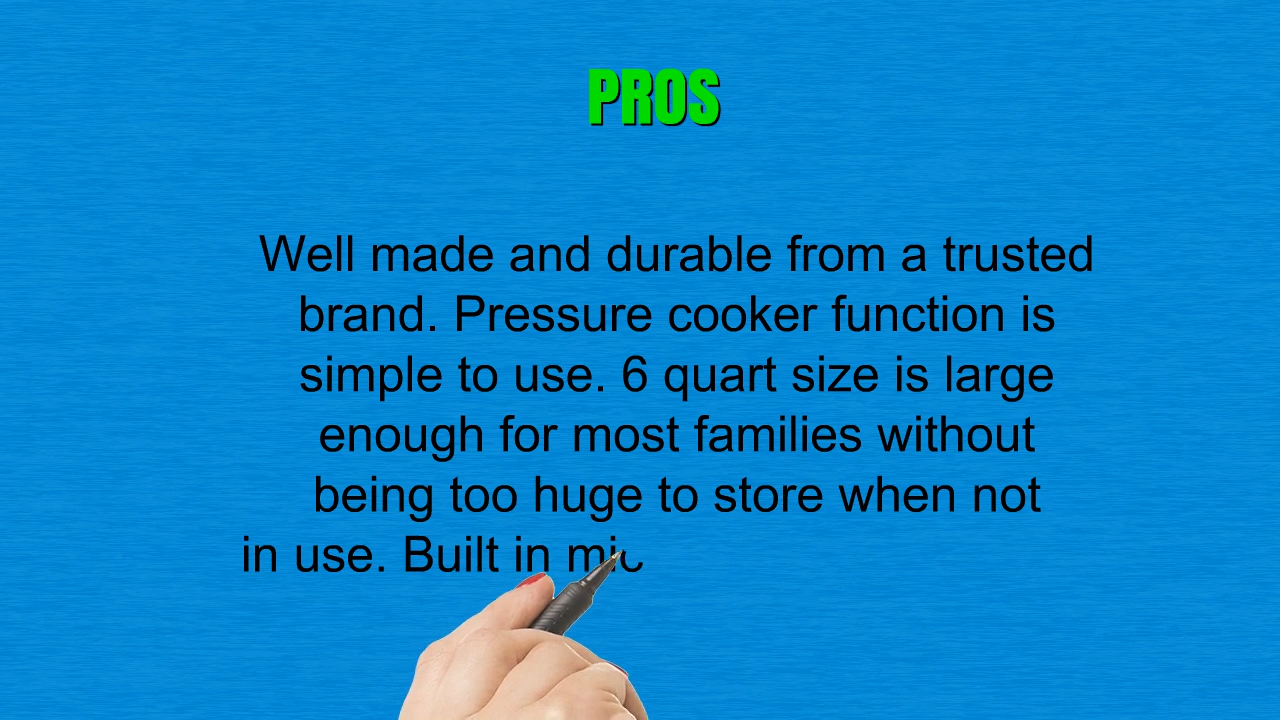 PROS
Well made and durable from a trusted
brand. Pressure cooker function is
simple to use. 6 quart size is large
enough for most families without
being too huge to store when not
in use. Built in